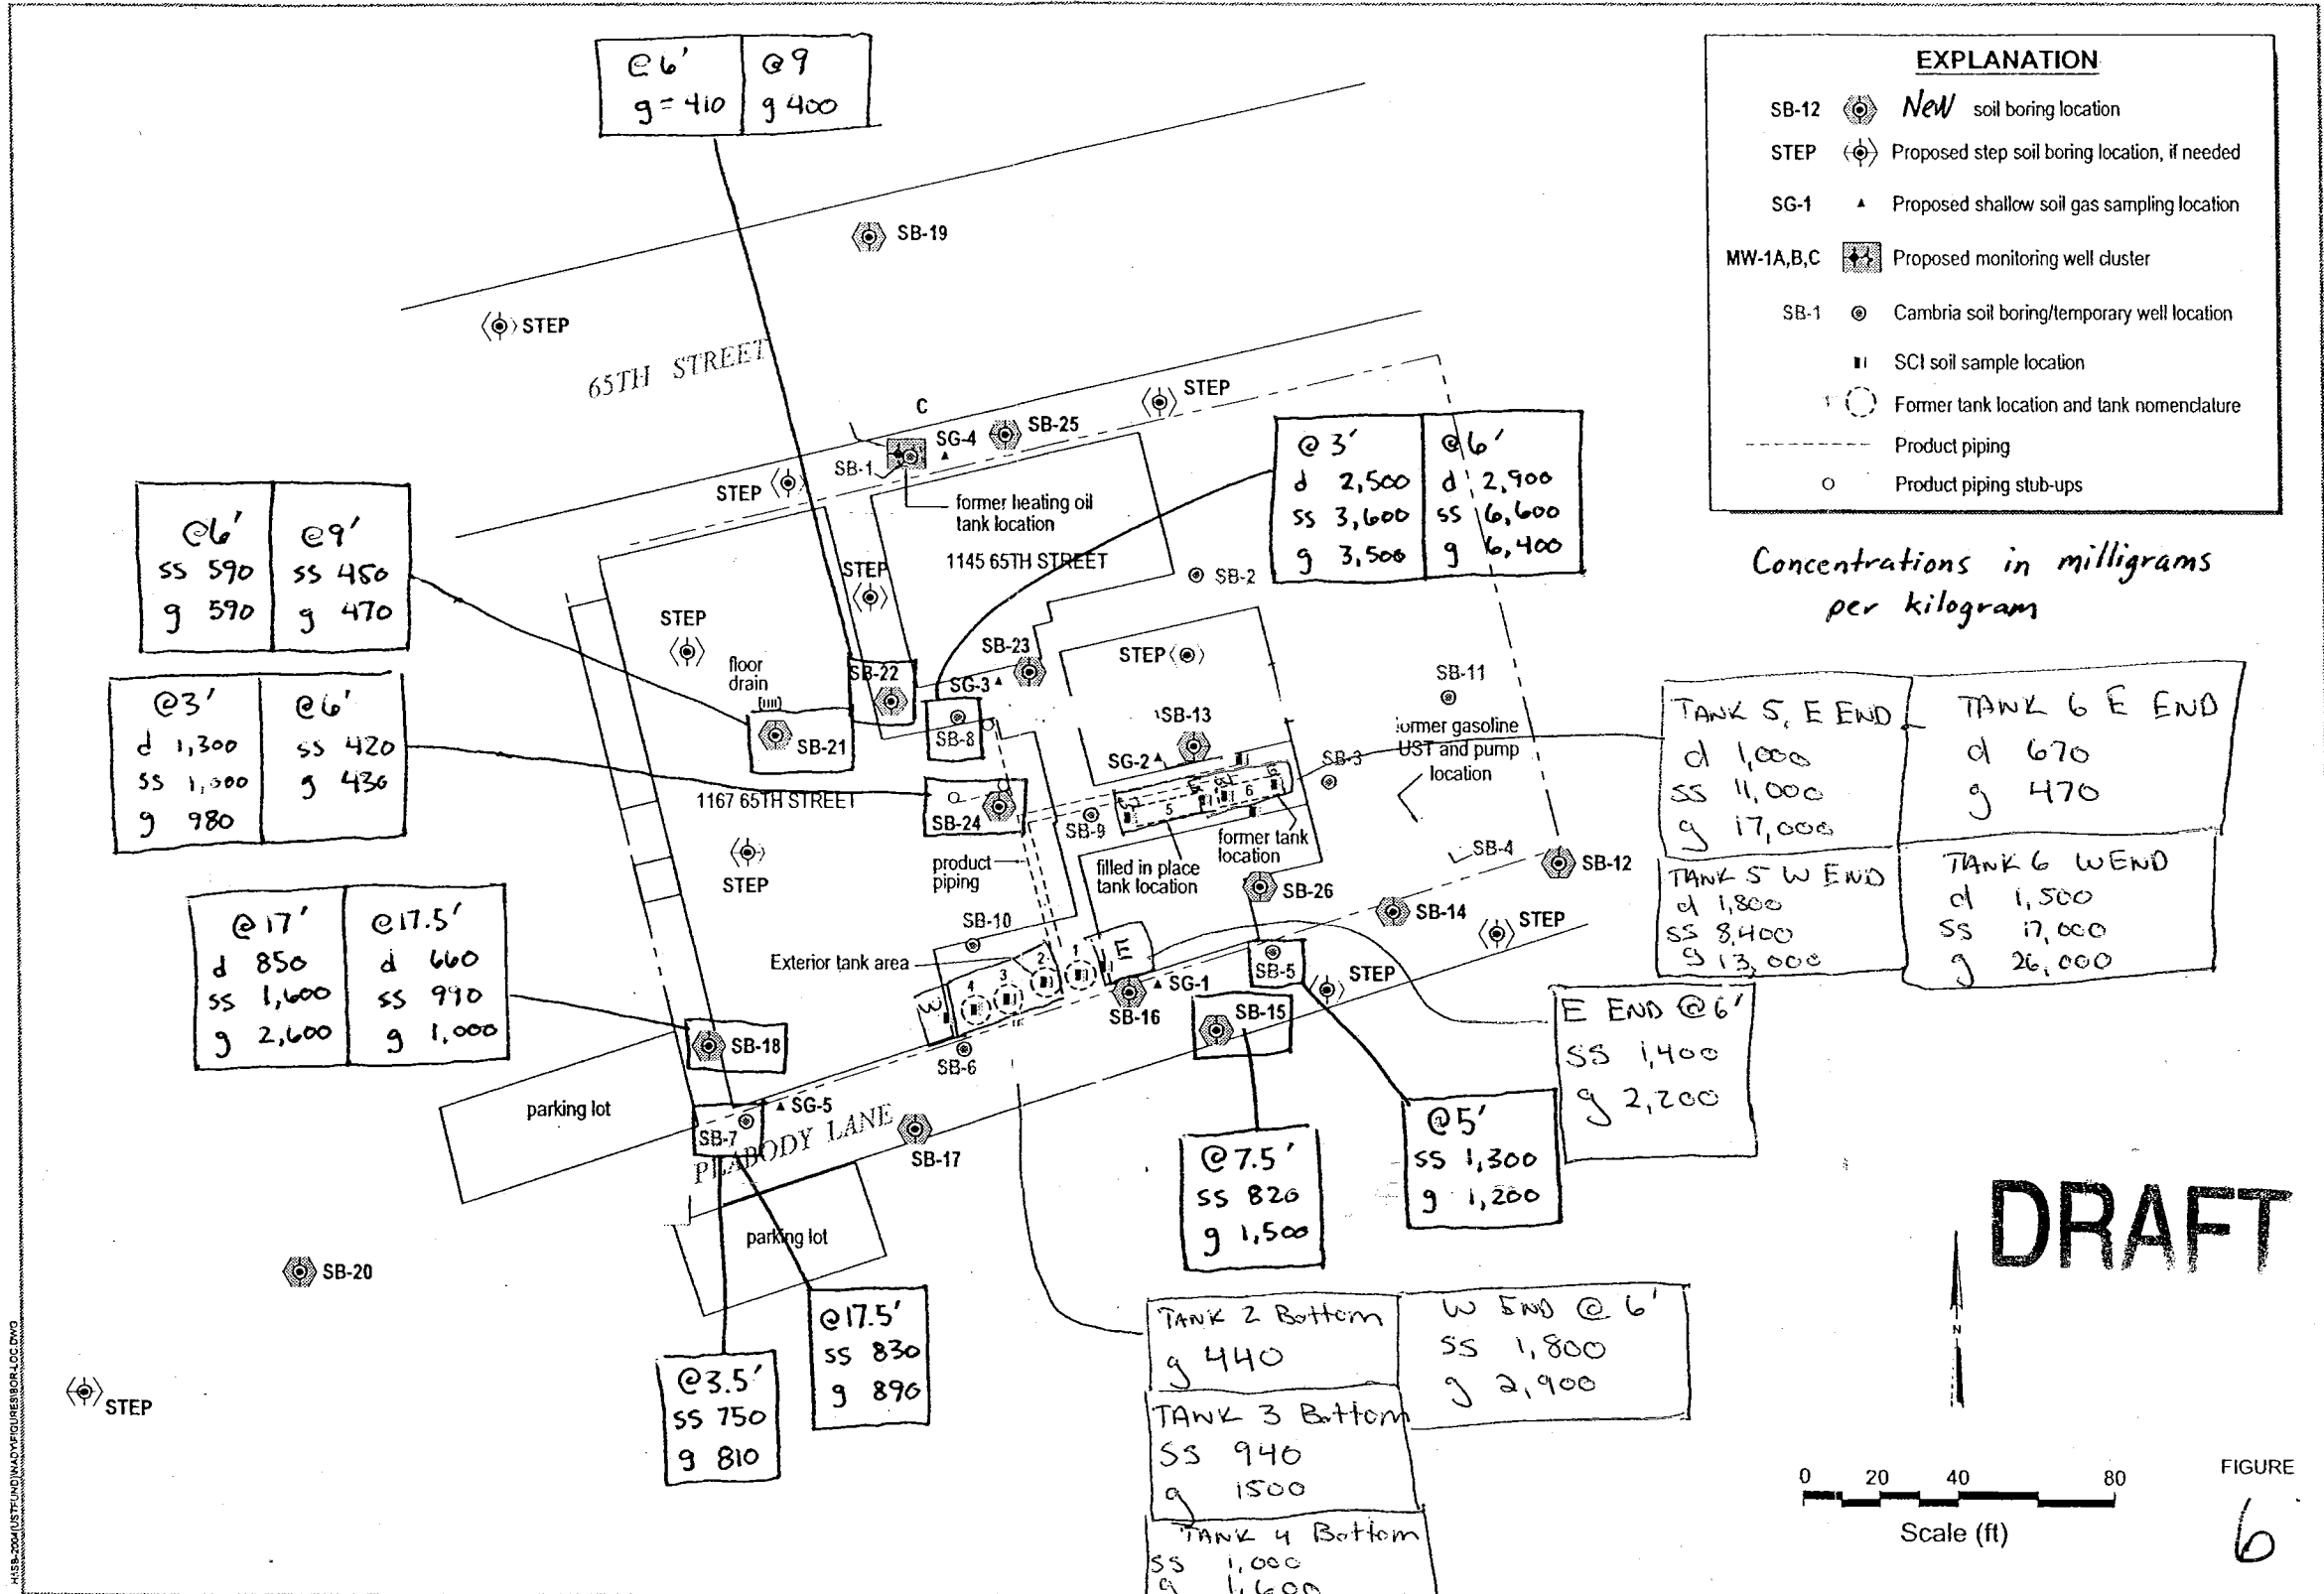 @6' @9
g = 410 g 400
EXPLANATION
SB-12 New soil boring location
STEP Proposed step soil boring location, if needed
SG-1 Proposed shallow soil gas sampling location
MW-1A,B,C Proposed monitoring well cluster
SB-1 Cambria soil boring/temporary well location
SCI soil sample location
Former tank location and tank nomenclature
Product piping
Product piping stub-ups
Concentrations in milligrams
per kilogram
SB-19
STEP
65TH STREET
C
STEP
SG-4
SB-25
SB-1
STEP
former heating oil
tank location
1145 65TH STREET
@3' @6'
d 2,500 d 2,900
ss 3,600 ss 6,600
g 3,500 g 6,400
@6' @9'
ss 590 ss 450
g 590 g 470
STEP
SB-2
STEP
floor
drain
SB-22
SG-3
SB-23
STEP
SB-11
SB-21
SB-8
SB-13
SG-2
former gasoline
UST and pump
location
SB-3
@3' @6'
d 1,300 ss 420
ss g 430
g 980
1167 65TH STREET
SB-24
SB-9
5
6
former tank
location
SB-4
SB-12
STEP
product
piping
filled in place
tank location
SB-26
SB-14
STEP
TANK 5, E END TANK 6 E END
d 1,000 d 670
ss 11,000 g 470
g 17,000
TANK 5 W END TANK 6 W END
d 1,800 d 1,500
ss 8,400 ss 17,000
g 13,000 g 26,000
@17' @17.5'
d 850 d 660
ss 1,600 ss 990
g 2,600 g 1,000
SB-10
Exterior tank area
4
3
2
1
E
W
SB-5
STEP
SG-1
SB-16
SB-15
SB-18
SB-6
E END @ 6'
ss 1,400
g 2,200
parking lot
SB-7
SG-5
PEABODY LANE
SB-17
@7.5'
ss 820
g 1,500
@5'
ss 1,300
g 1,200
DRAFT
parking lot
SB-20
@17.5'
ss 830
g 890
@3.5'
ss 750
g 810
TANK 2 Bottom W END @ 6'
g 440 ss 1,800
g 2,900
TANK 3 Bottom
SS 940
g 1500
TANK 4 Bottom
SS 1,000
g 1,600
STEP
N
0 20 40 80
Scale (ft)
FIGURE
6